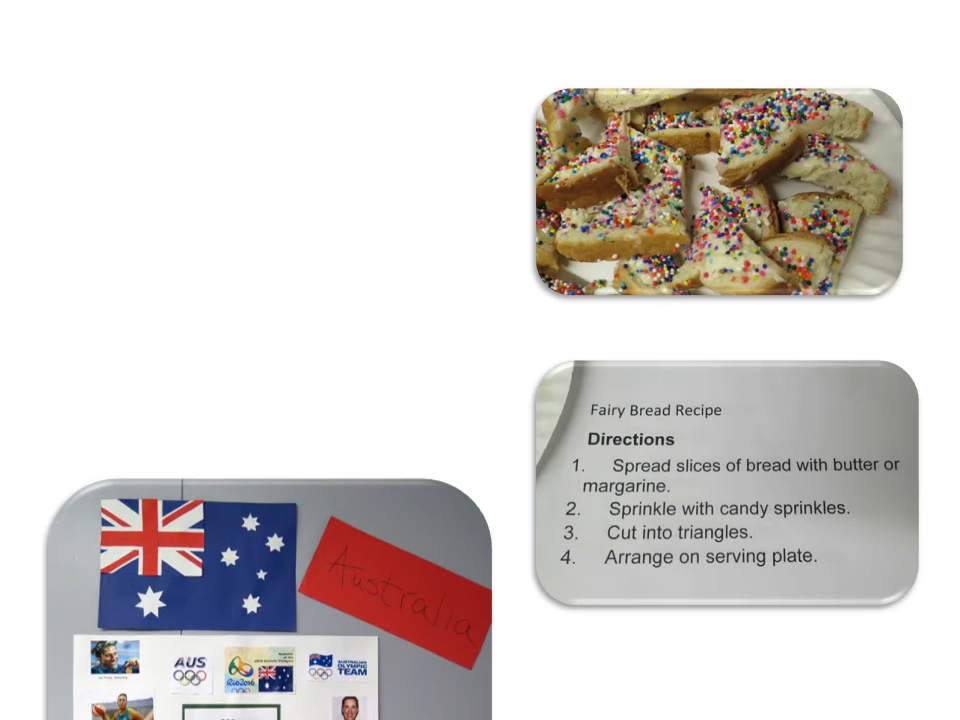 Fairy Bread Recipe
Directions
1. Spread slices of bread with butter or
margarine.
2. Sprinkle with candy sprinkles.
3. Cut into triangles.
4. Arrange on serving plate.
Australia
AUS
Rio2016
AUSTRALIAN
OLYMPIC
TEAM